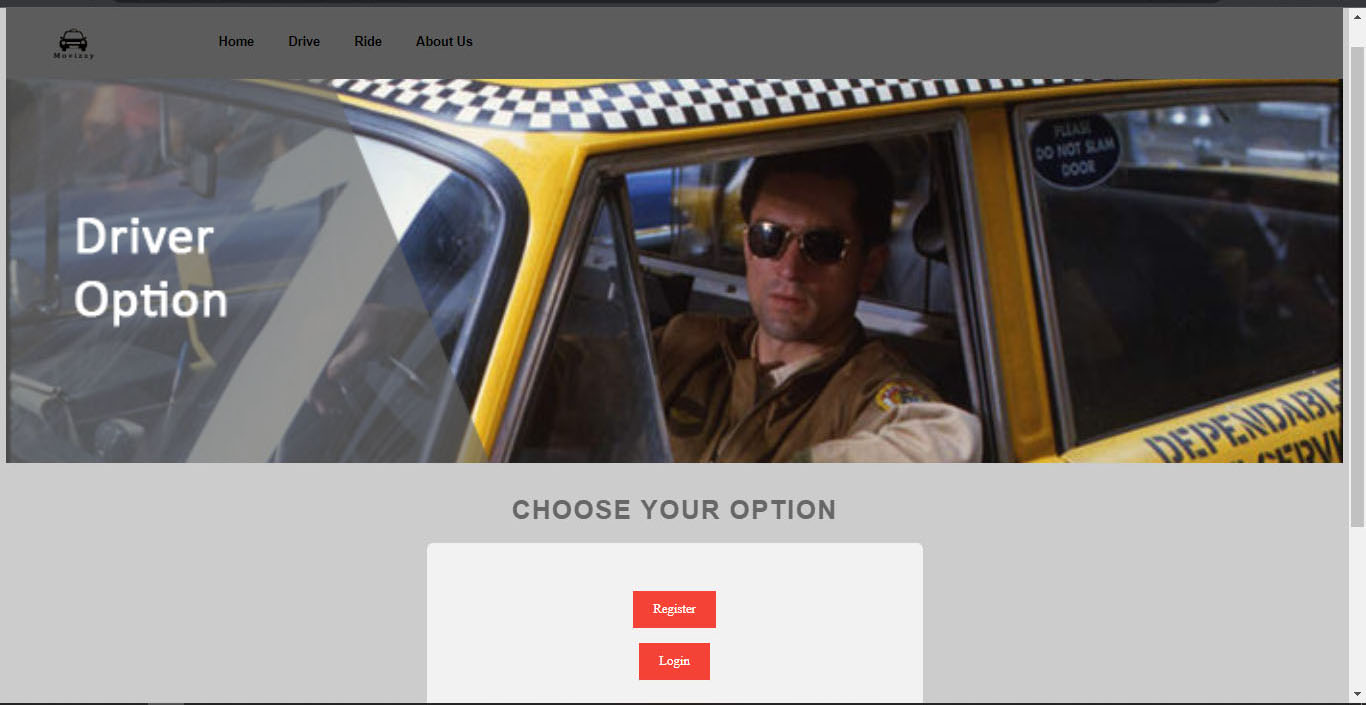 Movizzy
Home Drive Ride About Us
PLEASE
DO NOT SLAM
DOOR
Driver
Option
DEPENDABLE
CHOOSE YOUR OPTION
Register
Login